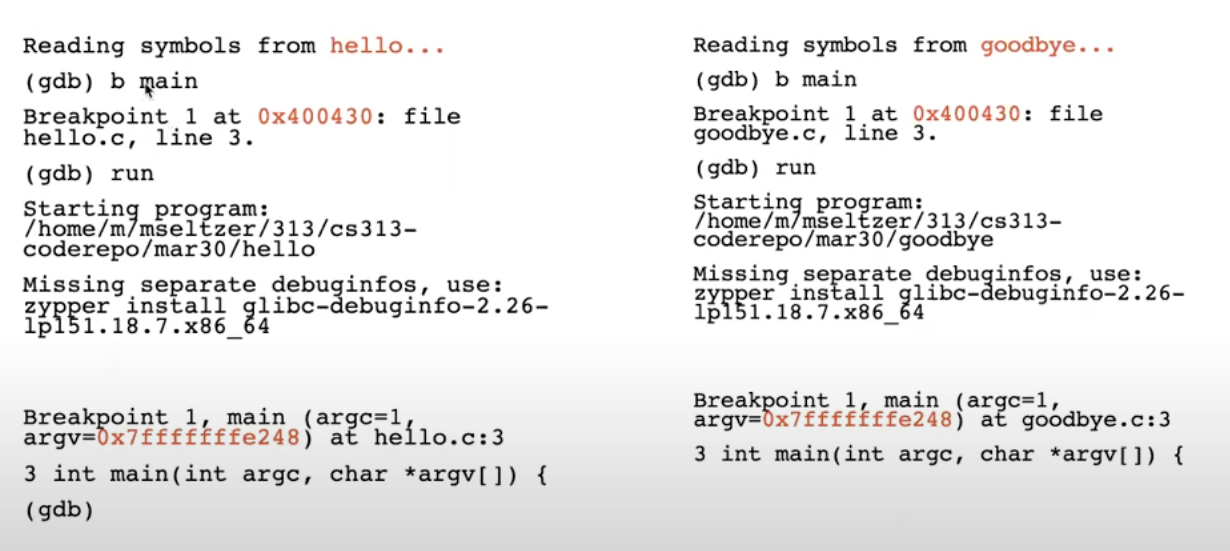 Reading symbols from hello...
(gdb) b main
Breakpoint 1 at 0x400430: file
hello.c, line 3.
(gdb) run
Starting program:
/home/m/mseltzer/313/cs313-
coderepo/mar30/hello
Missing separate debuginfos, use:
zypper install glibc-debuginfo-2.26-
lp151.18.7.x86_64
Breakpoint 1, main (argc=1,
argv=0x7fffffffe248) at hello.c:3
3 int main(int argc, char *argv[]) {
(gdb)
Reading symbols from goodbye...
(gdb) b main
Breakpoint 1 at 0x400430: file
goodbye.c, line 3.
(gdb) run
Starting program:
/home/m/mseltzer/313/cs313-
coderepo/mar30/goodbye
Missing separate debuginfos, use:
zypper install glibc-debuginfo-2.26-
lp151.18.7.x86_64
Breakpoint 1, main (argc=1,
argv=0x7fffffffe248) at goodbye.c:3
3 int main(int argc, char *argv[]) {